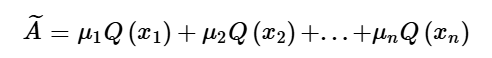 Ã = μ₁Q(x₁) + μ₂Q(x₂) +…+μₙQ(xₙ)